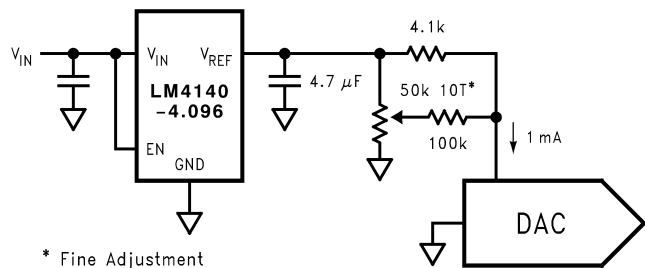 4.1k
V_IN
V_IN
V_REF
LM4140
-4.096
4.7 μF
50k 10T*
100k
1 mA
EN
GND
DAC
* Fine Adjustment